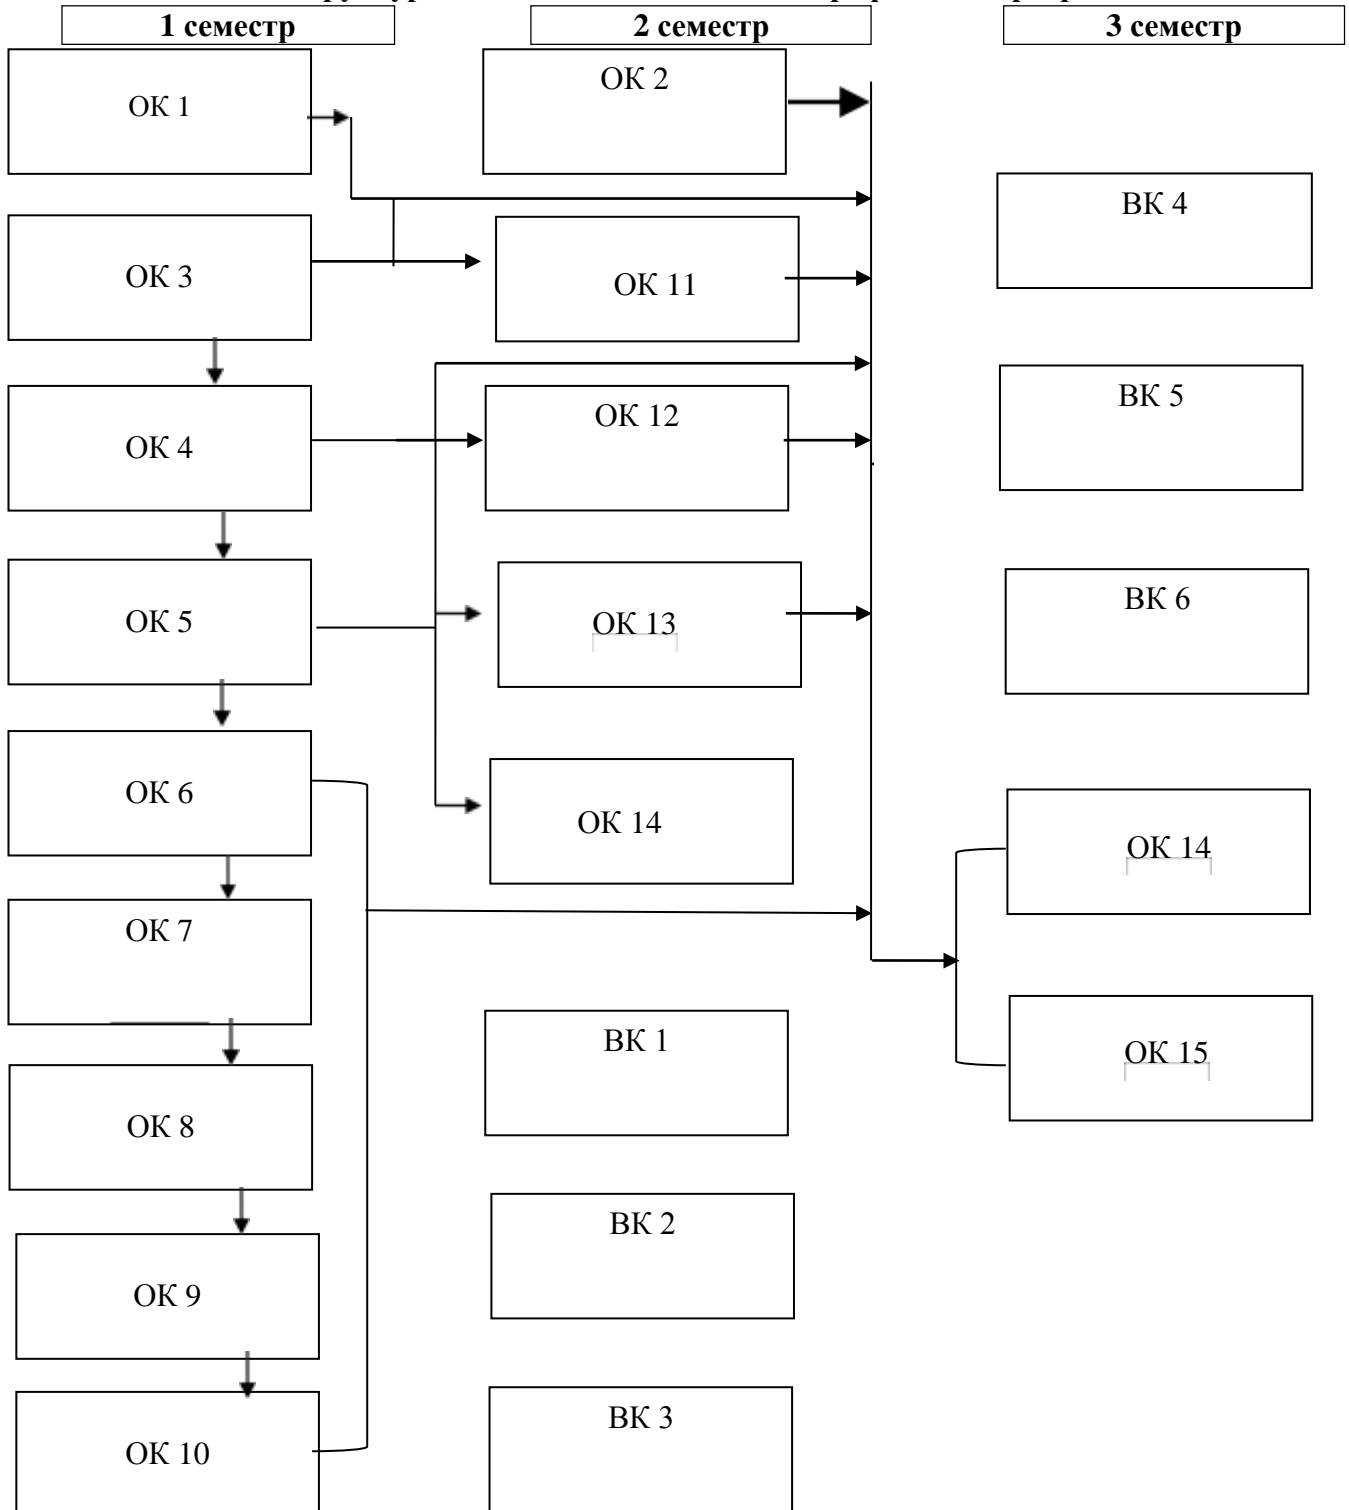 1 семестр
2 семестр
3 семестр
ОК 1
ОК 2
ВК 4
ОК 3
ОК 11
ВК 5
ОК 4
ОК 12
ОК 5
ОК 13
ВК 6
ОК 6
ОК 14
ОК 14
ОК 7
ВК 1
ОК 15
ОК 8
ВК 2
ОК 9
ВК 3
ОК 10